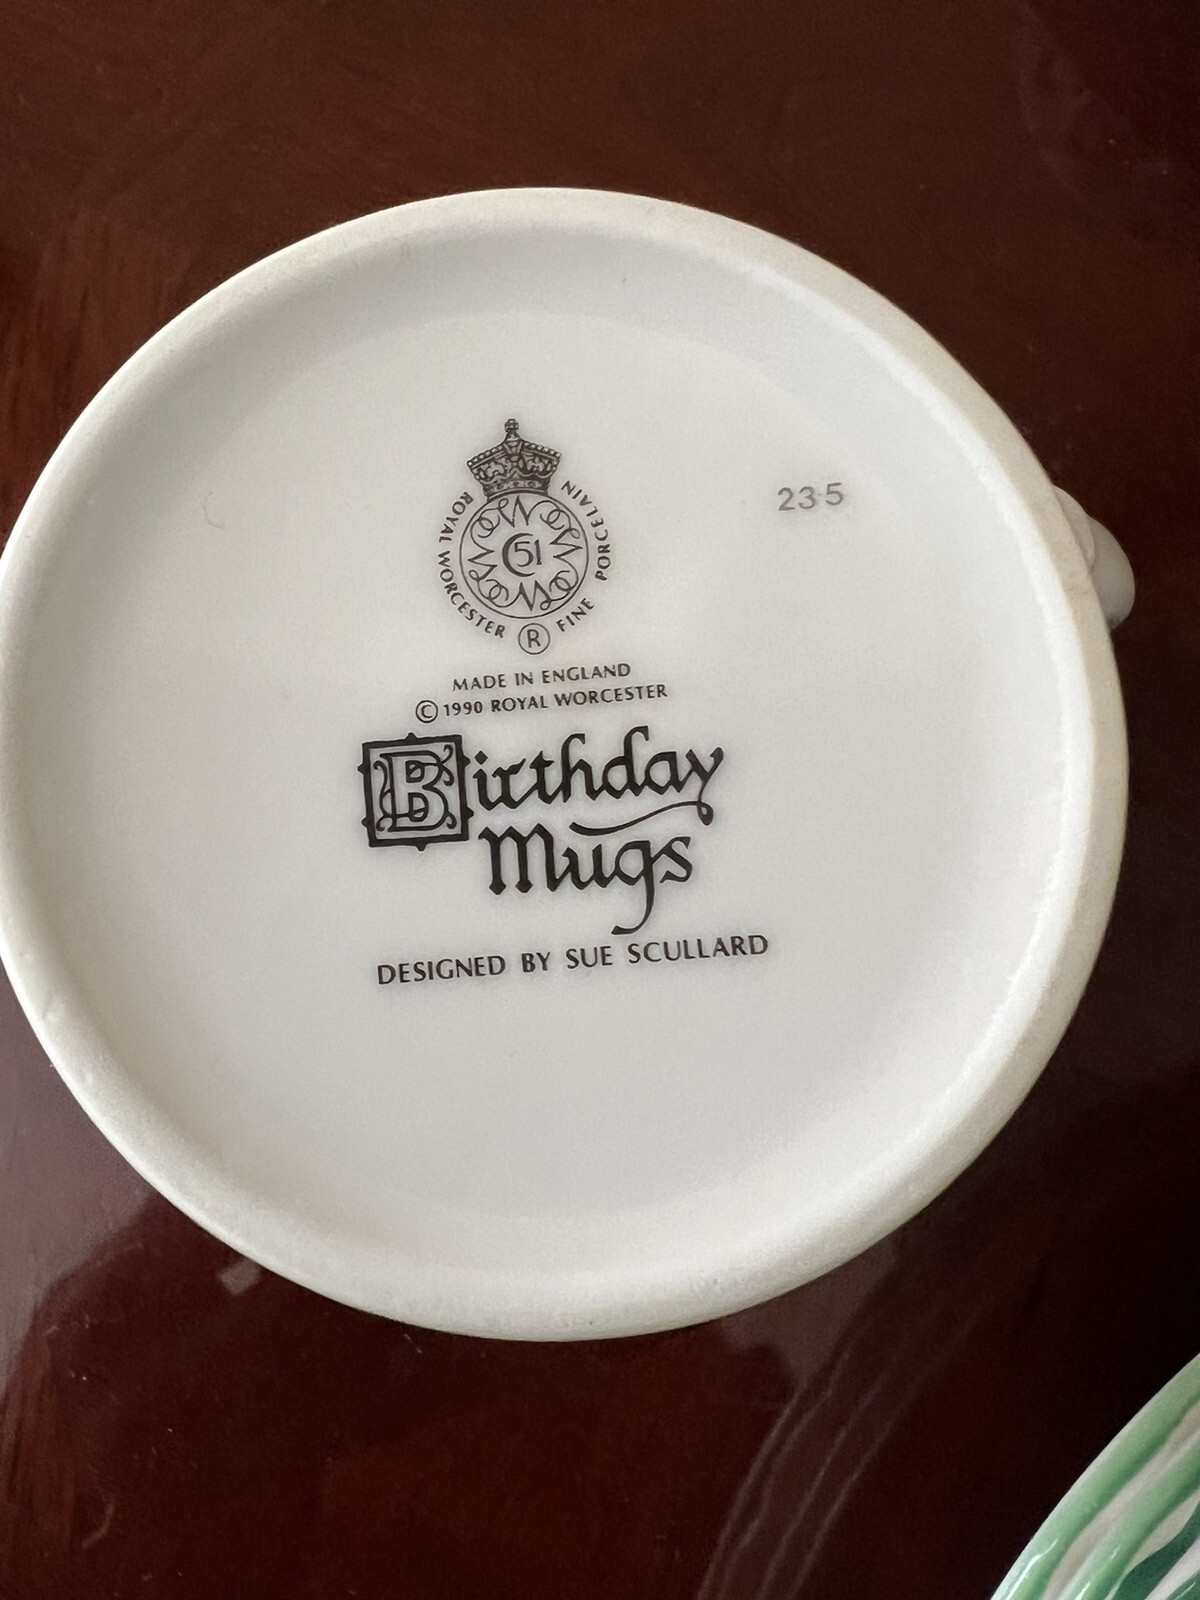 ROYAL WORCESTER ® FINE PORCELAIN
51
23·5
MADE IN ENGLAND
© 1990 ROYAL WORCESTER
Birthday
Mugs
DESIGNED BY SUE SCULLARD